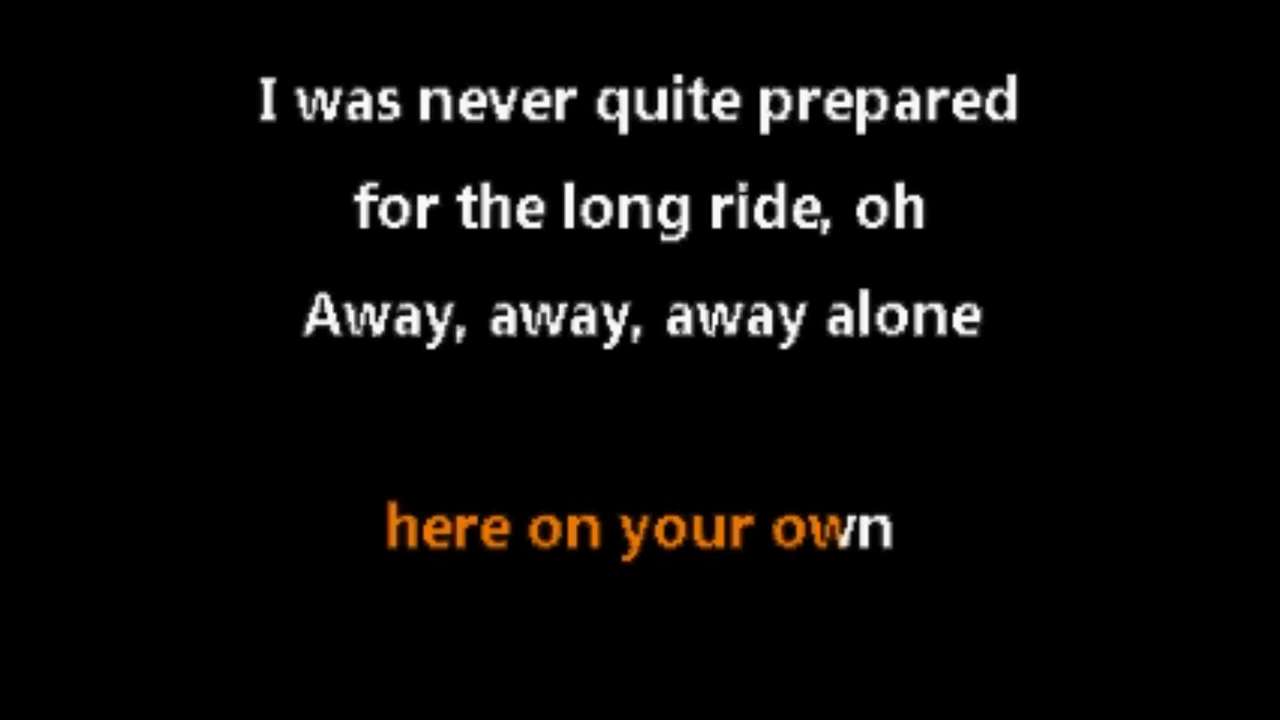 I was never quite prepared
for the long ride, oh
Away, away, away alone
here on your own